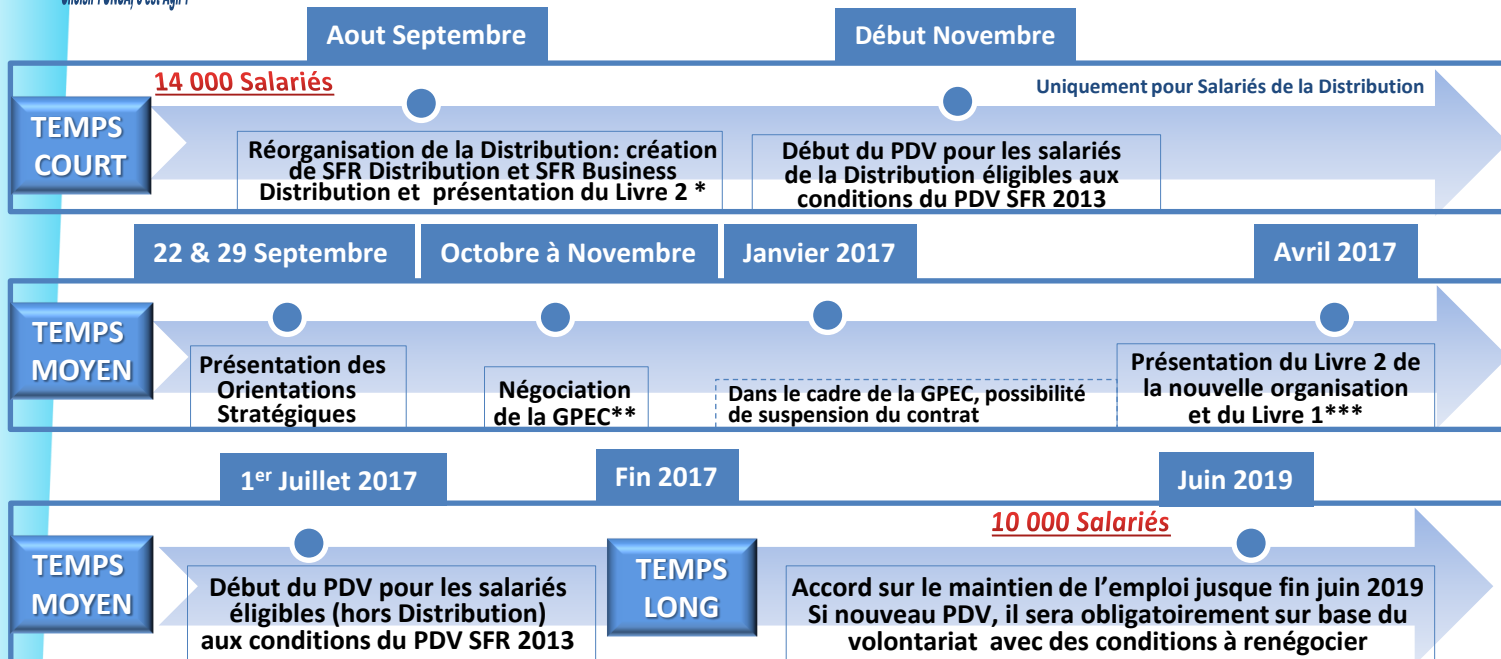 Choisir l'UNSA, c'est Agir !
Aout Septembre
Début Novembre
14 000 Salariés
Uniquement pour Salariés de la Distribution
TEMPS
COURT
Réorganisation de la Distribution: création
de SFR Distribution et SFR Business
Distribution et présentation du Livre 2 *
Début du PDV pour les salariés
de la Distribution éligibles aux
conditions du PDV SFR 2013
22 & 29 Septembre
Octobre à Novembre
Janvier 2017
Avril 2017
TEMPS
MOYEN
Présentation des
Orientations
Stratégiques
Négociation
de la GPEC**
Dans le cadre de la GPEC, possibilité
de suspension du contrat
Présentation du Livre 2 de
la nouvelle organisation
et du Livre 1***
1er Juillet 2017
Fin 2017
Juin 2019
10 000 Salariés
TEMPS
MOYEN
Début du PDV pour les salariés
éligibles (hors Distribution)
aux conditions du PDV SFR 2013
TEMPS
LONG
Accord sur le maintien de l'emploi jusque fin juin 2019
Si nouveau PDV, il sera obligatoirement sur base du
volontariat avec des conditions à renégocier